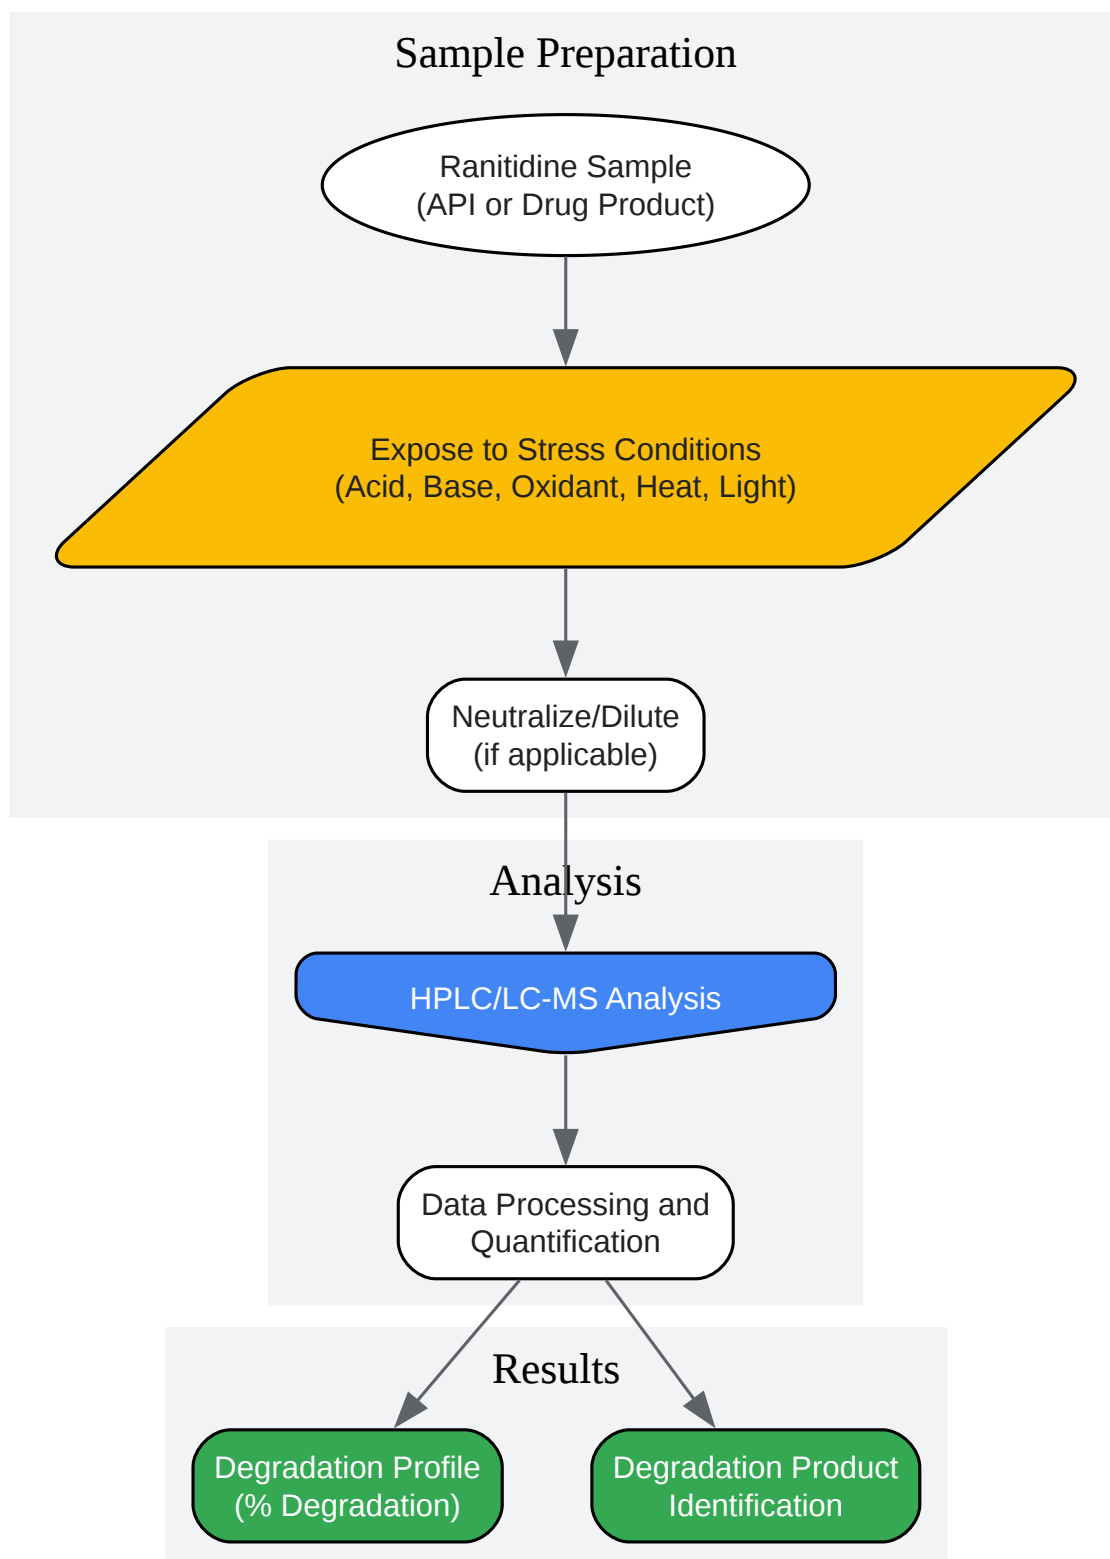 Sample Preparation
Ranitidine Sample
(API or Drug Product)
Expose to Stress Conditions
(Acid, Base, Oxidant, Heat, Light)
Neutralize/Dilute
(if applicable)
Analysis
HPLC/LC-MS Analysis
Data Processing and
Quantification
Results
Degradation Profile
(% Degradation)
Degradation Product
Identification